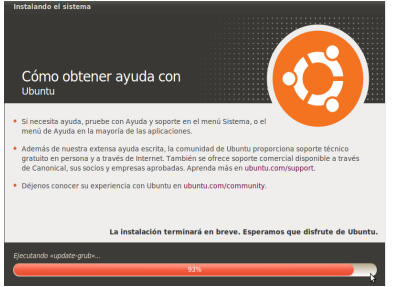 Instalando el sistema
Cómo obtener ayuda con
Ubuntu
Si necesita ayuda, pruebe con Ayuda y soporte en el menú Sistema, o el
menú de Ayuda en la mayoría de las aplicaciones.
Además de nuestra extensa ayuda escrita, la comunidad de Ubuntu proporciona soporte técnico
gratuito en persona y a través de Internet. También se ofrece soporte comercial disponible a través
de Canonical, sus socios y empresas aprobadas. Aprenda más en ubuntu.com/support.
Déjenos conocer su experiencia con Ubuntu en ubuntu.com/community.
La instalación terminará en breve. Esperamos que disfrute de Ubuntu.
Ejecutando «update-grub»...
93%